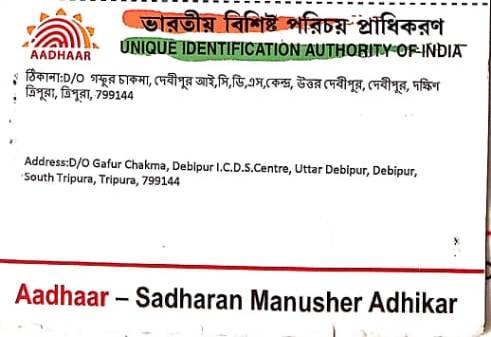 ভারতীয় বিশিষ্ট পরিচয় প্রাধিকরণ
UNIQUE IDENTIFICATION AUTHORITY OF INDIA
AADHAAR
ঠিকানা:D/O গফুর চাকমা, দেবীপুর আই,সি,ডি,এস,কেন্দ্র, উত্তর দেবীপুর, দেবীপুর, দক্ষিণ
ত্রিপুরা, ত্রিপুরা, 799144
Address:D/O Gafur Chakma, Debipur I.C.D.S.Centre, Uttar Debipur, Debipur,
South Tripura, Tripura, 799144
Aadhaar – Sadharan Manusher Adhikar